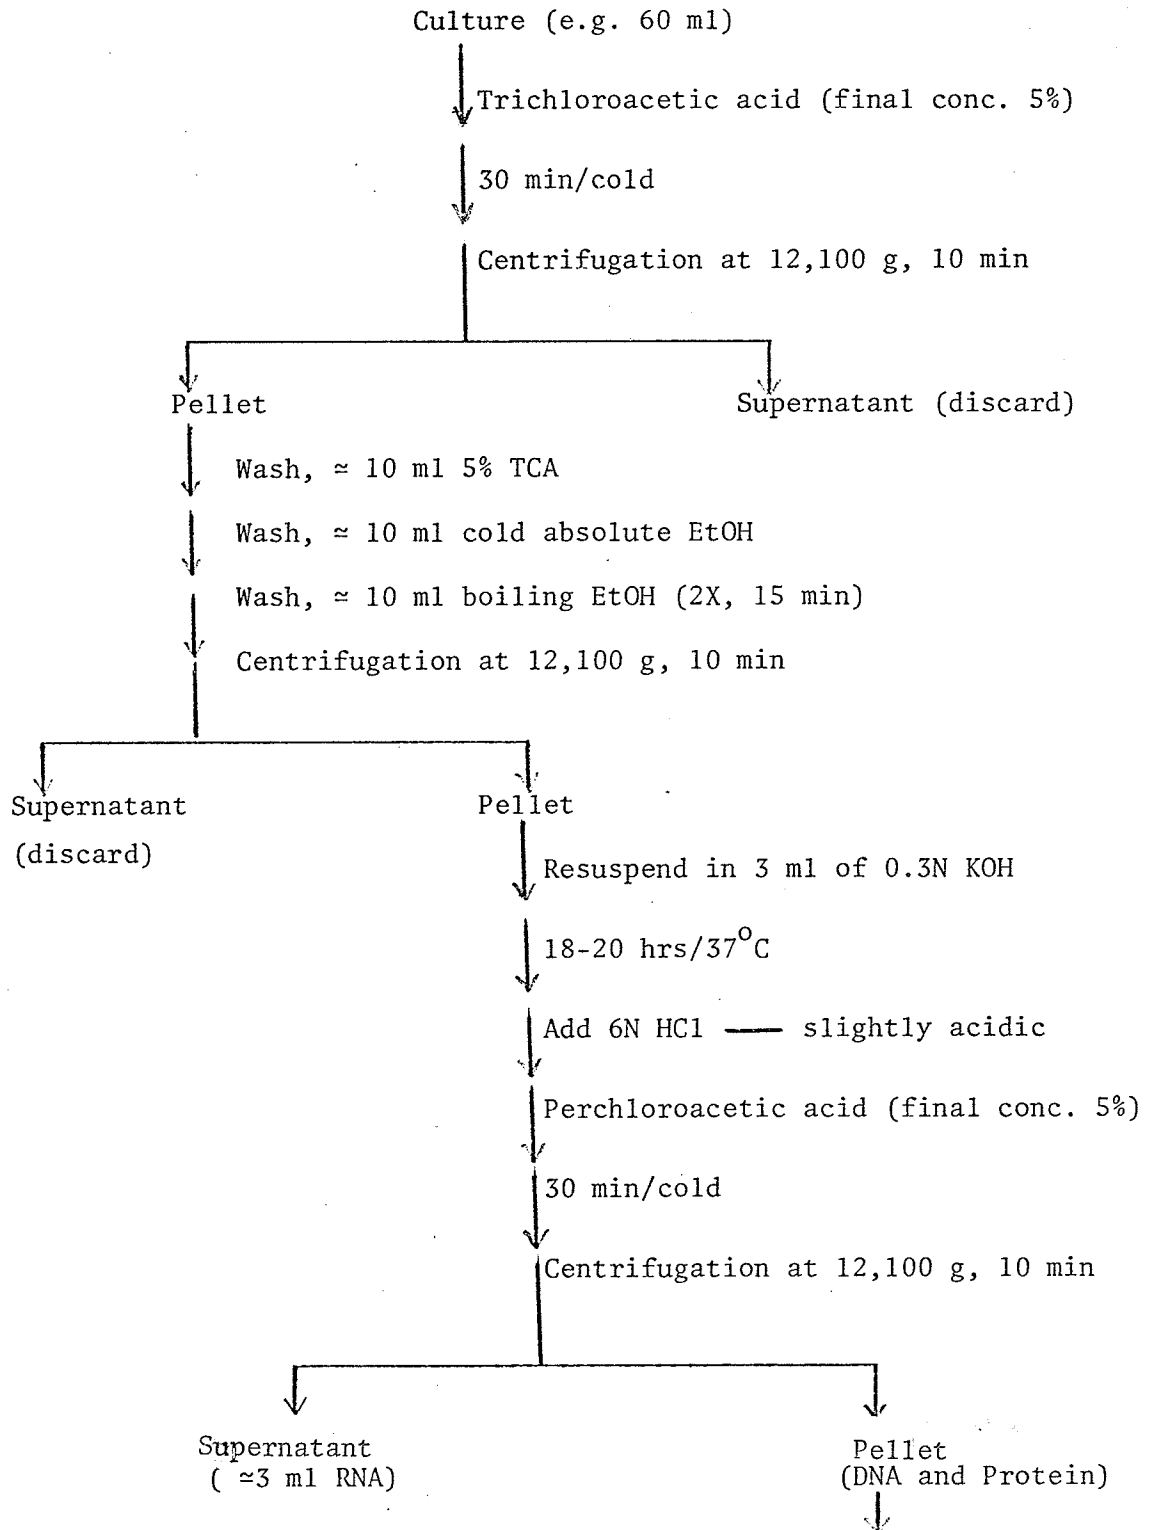 Culture (e.g. 60 ml)
Trichloroacetic acid (final conc. 5%)
30 min/cold
Centrifugation at 12,100 g, 10 min
Pellet
Supernatant (discard)
Wash, ≃ 10 ml 5% TCA
Wash, ≃ 10 ml cold absolute EtOH
Wash, ≃ 10 ml boiling EtOH (2X, 15 min)
Centrifugation at 12,100 g, 10 min
Supernatant
(discard)
Pellet
Resuspend in 3 ml of 0.3N KOH
18-20 hrs/37°C
Add 6N HCl — slightly acidic
Perchloroacetic acid (final conc. 5%)
30 min/cold
Centrifugation at 12,100 g, 10 min
Supernatant
( ≃3 ml RNA)
Pellet
(DNA and Protein)